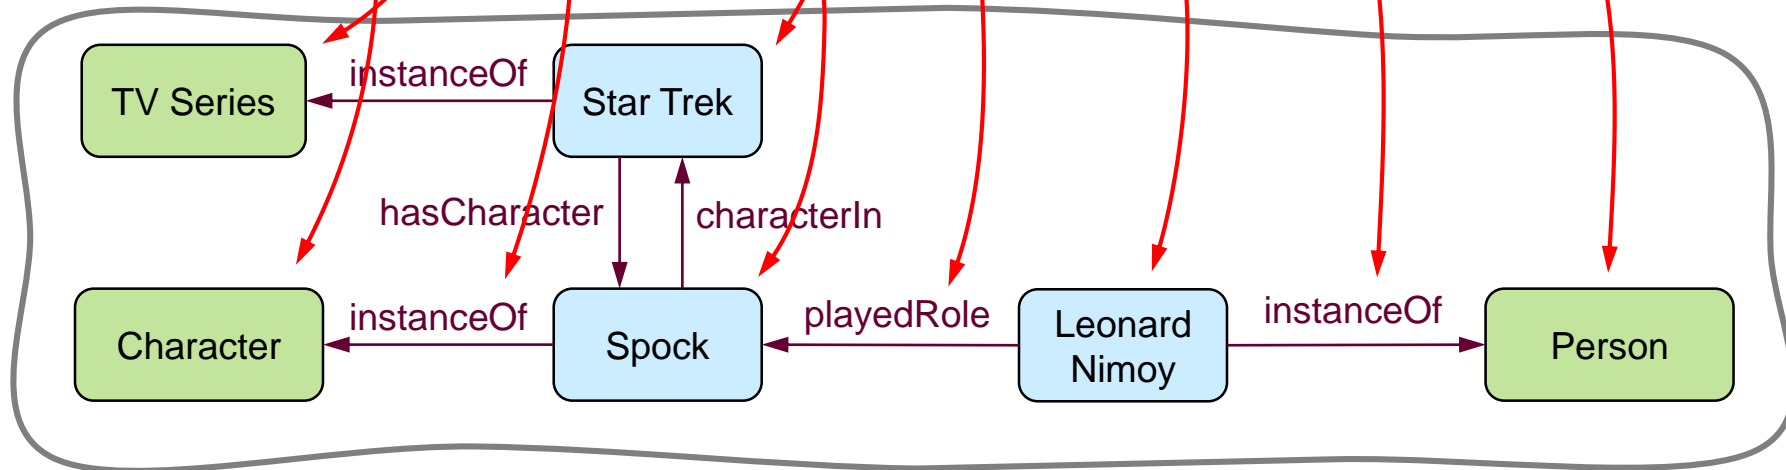 TV Series
instanceOf
Star Trek
hasCharacter
characterIn
Character
instanceOf
Spock
playedRole
Leonard
Nimoy
instanceOf
Person